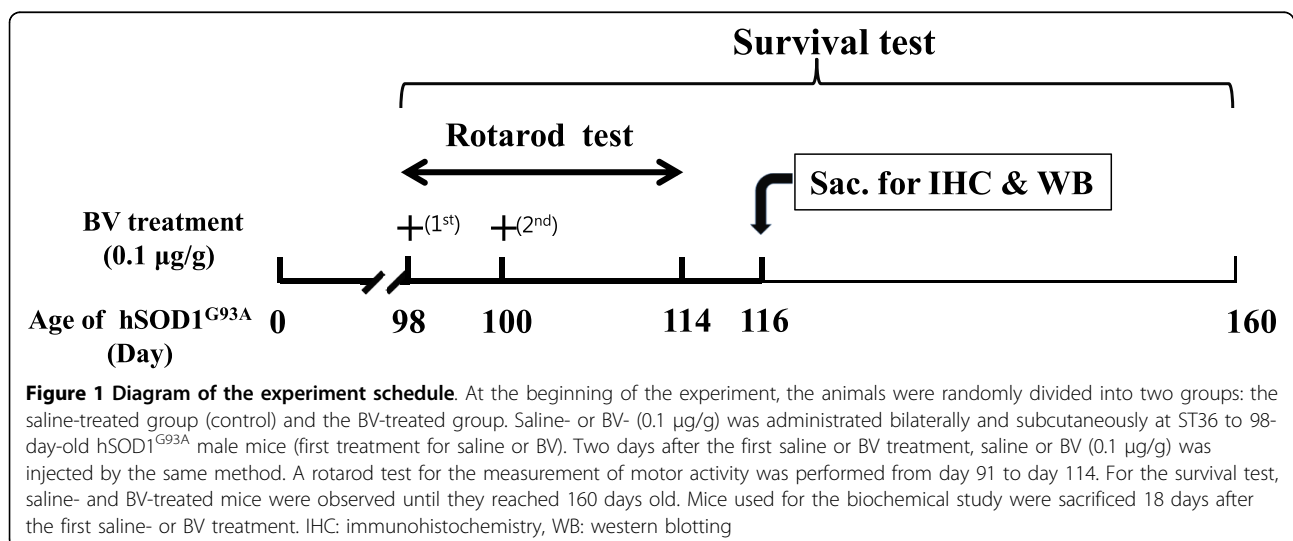 Survival test
Rotarod test
Sac. for IHC & WB
BV treatment
(0.1 µg/g)
(1st)
(2nd)
Age of hSOD1G93A
(Day)
0
98
100
114
116
160
Figure 1 Diagram of the experiment schedule. At the beginning of the experiment, the animals were randomly divided into two groups: the
saline-treated group (control) and the BV-treated group. Saline- or BV- (0.1 µg/g) was administrated bilaterally and subcutaneously at ST36 to 98-
day-old hSOD1G93A male mice (first treatment for saline or BV). Two days after the first saline or BV treatment, saline or BV (0.1 µg/g) was
injected by the same method. A rotarod test for the measurement of motor activity was performed from day 91 to day 114. For the survival test,
saline- and BV-treated mice were observed until they reached 160 days old. Mice used for the biochemical study were sacrificed 18 days after
the first saline- or BV treatment. IHC: immunohistochemistry, WB: western blotting